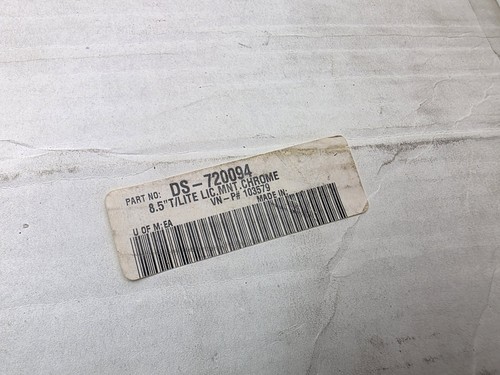 PART NO: DS-720094
8.5"T/LITE LIC.MNT.CHROME
VN-P# 103579
U OF M:EA MADE IN: